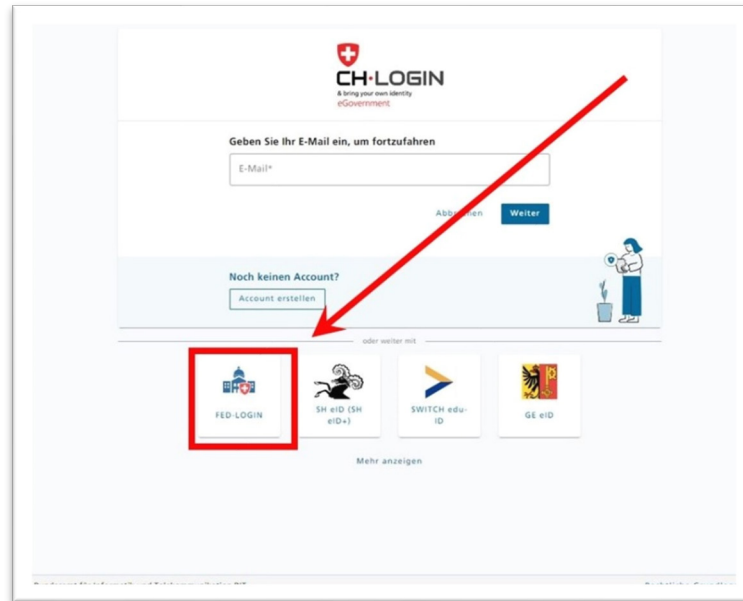 CH·LOGIN
& bring your own identity
eGovernment
Geben Sie Ihr E-Mail ein, um fortzufahren
E-Mail*
Weiter
Noch keinen Account?
Account erstellen
oder weiter mit
FED-LOGIN
SH eID (SH
eID+)
SWITCH edu-
ID
GE eID
Mehr anzeigen